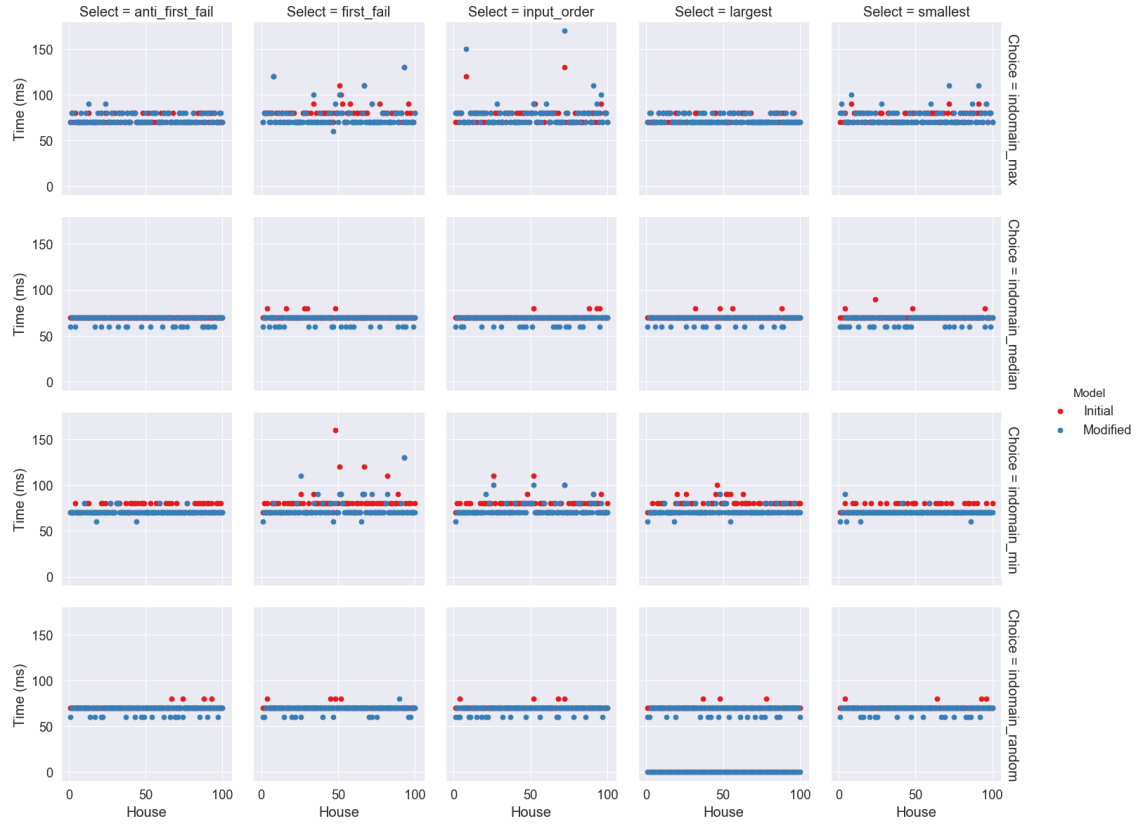 Select = anti_first_fail
Select = first_fail
Select = input_order
Select = largest
Select = smallest
Time (ms)
150
100
50
0
Choice = indomain_max
Time (ms)
150
100
50
0
Choice = indomain_median
Time (ms)
150
100
50
0
Choice = indomain_min
Time (ms)
150
100
50
0
Choice = indomain_random
0 50 100
0 50 100
0 50 100
0 50 100
0 50 100
House
House
House
House
House
Model
Initial
Modified